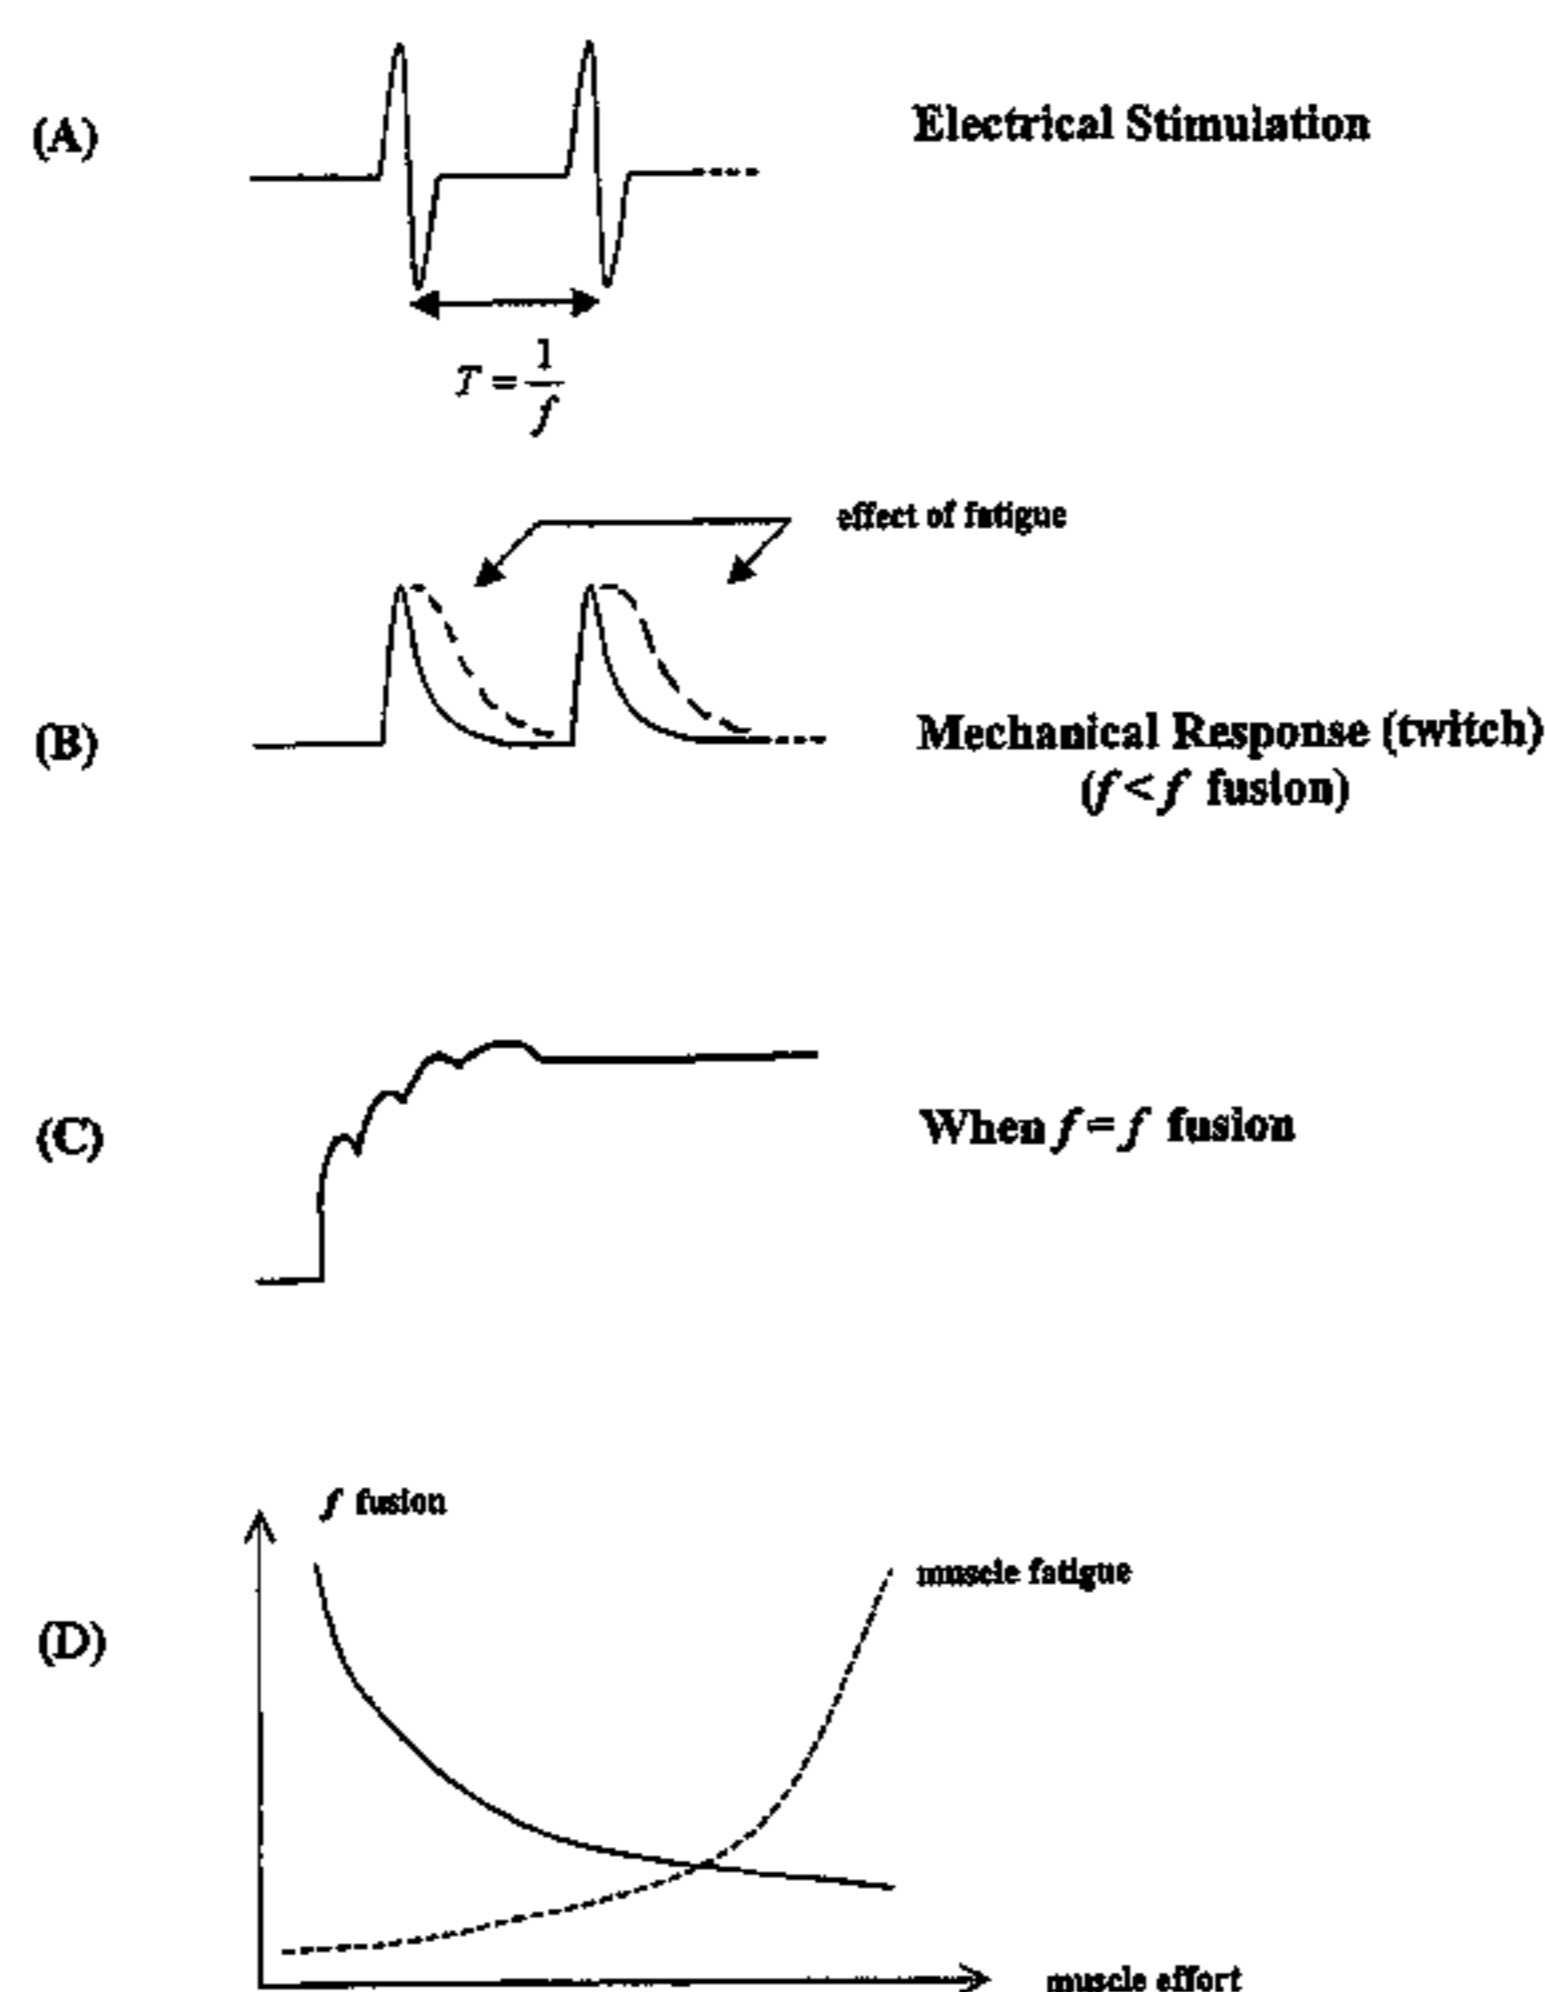 (A)
Electrical Stimulation
T = 1/f
effect of fatigue
(B)
Mechanical Response (twitch)
(f < f fusion)
(C)
When f = f fusion
f fusion
muscle fatigue
(D)
muscle effort